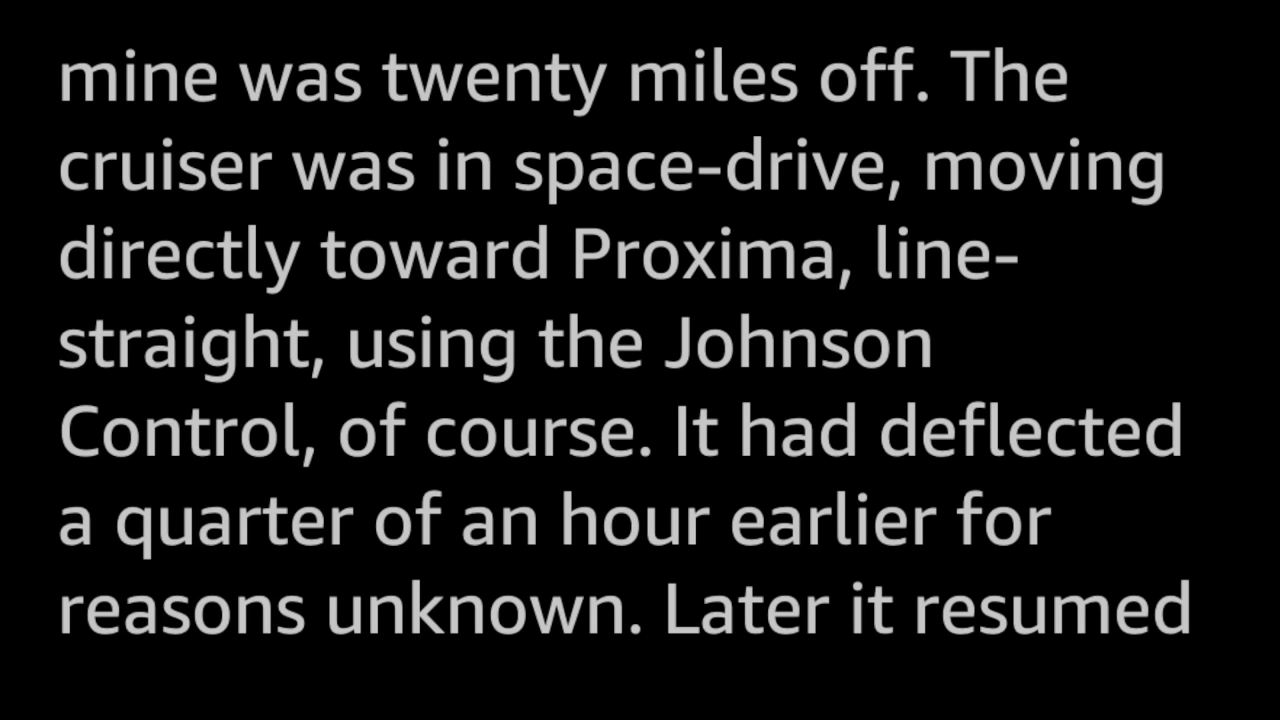 mine was twenty miles off. The
cruiser was in space-drive, moving
directly toward Proxima, line-
straight, using the Johnson
Control, of course. It had deflected
a quarter of an hour earlier for
reasons unknown. Later it resumed